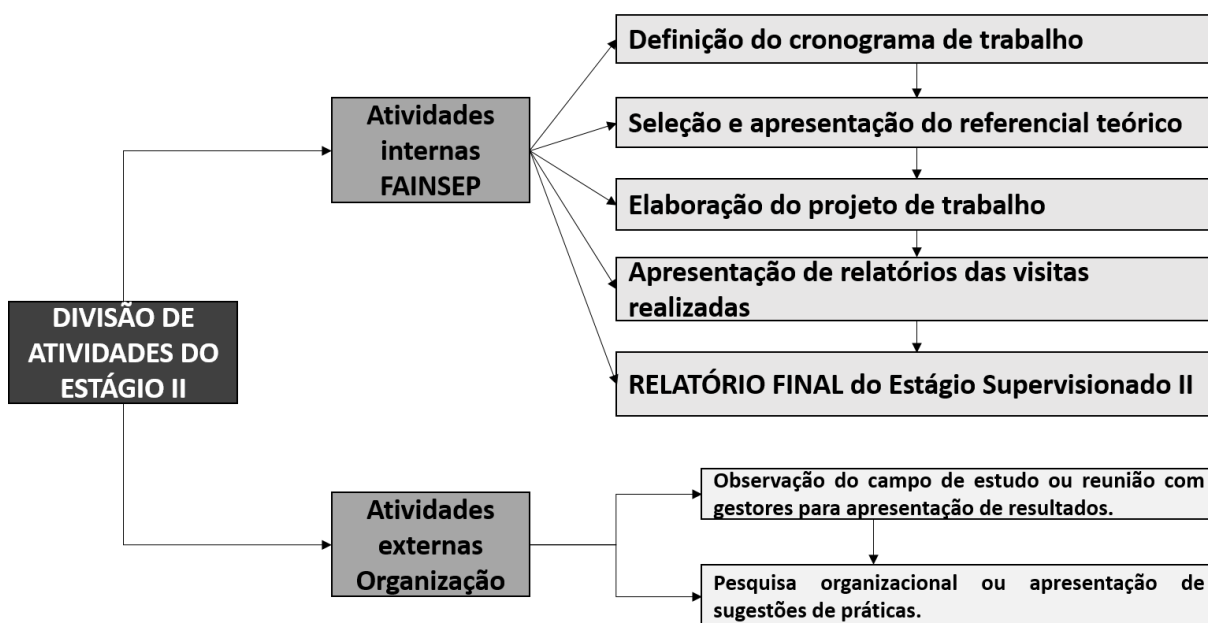 DIVISÃO DE
ATIVIDADES DO
ESTÁGIO II
Atividades
internas
FAINSEP
Definição do cronograma de trabalho
Seleção e apresentação do referencial teórico
Elaboração do projeto de trabalho
Apresentação de relatórios das visitas
realizadas
RELATÓRIO FINAL do Estágio Supervisionado II
Atividades
externas
Organização
Observação do campo de estudo ou reunião com
gestores para apresentação de resultados.
Pesquisa organizacional ou apresentação de
sugestões de práticas.